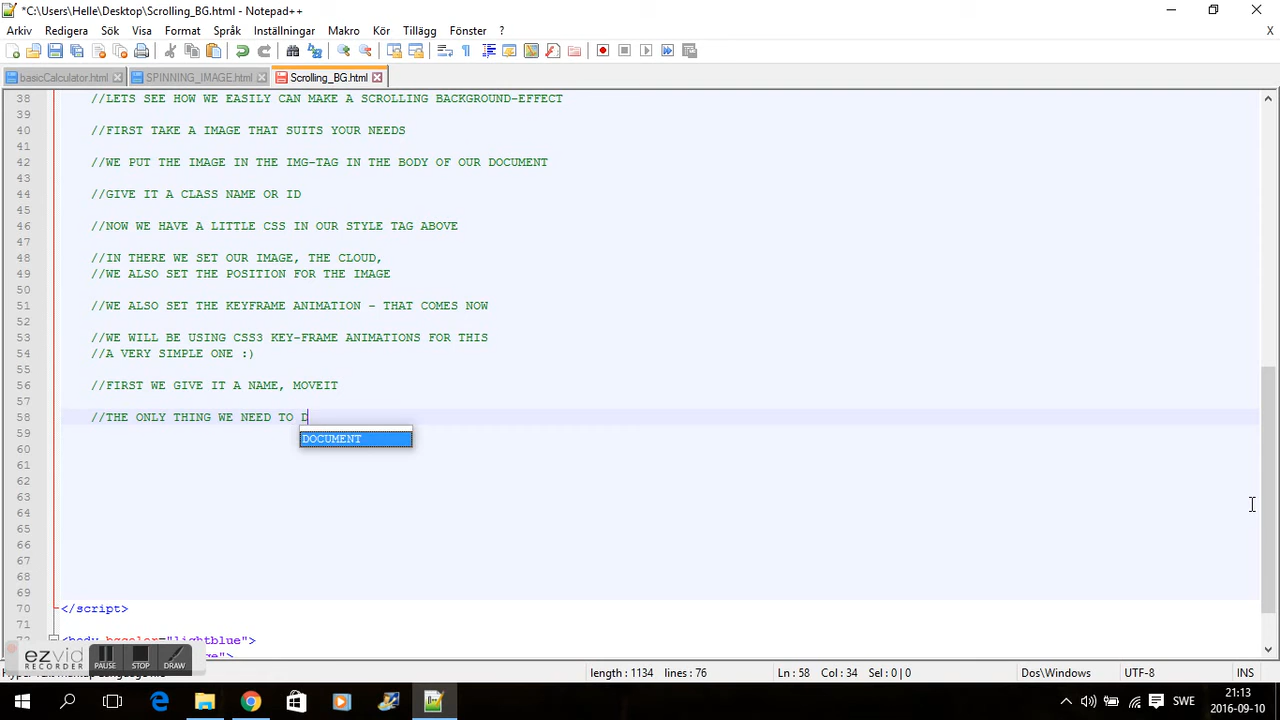 *C:\Users\Helle\Desktop\Scrolling_BG.html - Notepad++
Arkiv Redigera Sök Visa Format Språk Inställningar Makro Kör Tillägg Fönster ? X
basicCalculator.html SPINNING_IMAGE.html Scrolling_BG.html
38 //LETS SEE HOW WE EASILY CAN MAKE A SCROLLING BACKGROUND-EFFECT
39
40 //FIRST TAKE A IMAGE THAT SUITS YOUR NEEDS
41
42 //WE PUT THE IMAGE IN THE IMG-TAG IN THE BODY OF OUR DOCUMENT
43
44 //GIVE IT A CLASS NAME OR ID
45
46 //NOW WE HAVE A LITTLE CSS IN OUR STYLE TAG ABOVE
47
48 //IN THERE WE SET OUR IMAGE, THE CLOUD,
49 //WE ALSO SET THE POSITION FOR THE IMAGE
50
51 //WE ALSO SET THE KEYFRAME ANIMATION - THAT COMES NOW
52
53 //WE WILL BE USING CSS3 KEY-FRAME ANIMATIONS FOR THIS
54 //A VERY SIMPLE ONE :)
55
56 //FIRST WE GIVE IT A NAME, MOVEIT
57
58 //THE ONLY THING WE NEED TO D
59 DOCUMENT
60
61
62
63
64
65
66
67
68
69
70 </script>
71
<body bgcolor="lightblue">
ezvid
RECORDER
PAUSE STOP DRAW
length : 1134 lines : 76 Ln : 58 Col : 34 Sel : 0 | 0 Dos\Windows UTF-8 INS
SWE
21:13
2016-09-10